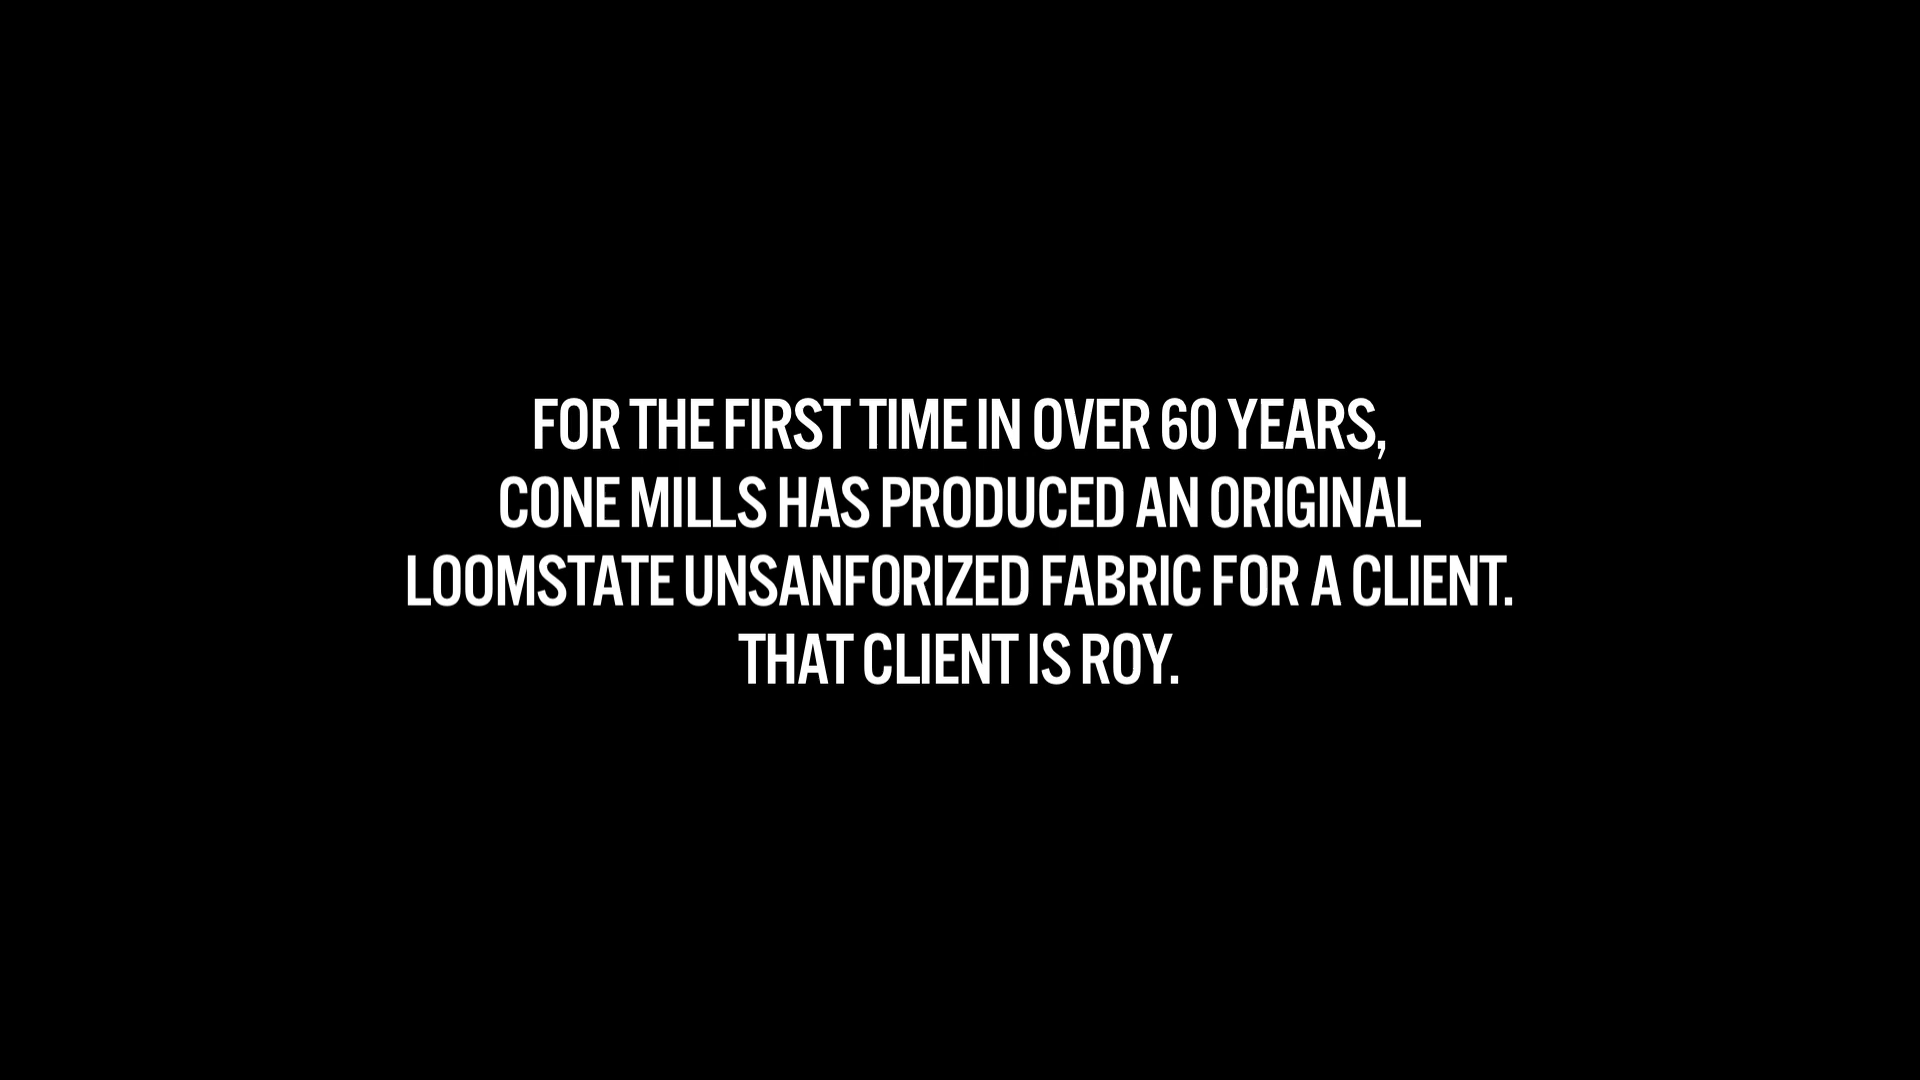 FOR THE FIRST TIME IN OVER 60 YEARS,
CONE MILLS HAS PRODUCED AN ORIGINAL
LOOMSTATE UNSANFORIZED FABRIC FOR A CLIENT.
THAT CLIENT IS ROY.